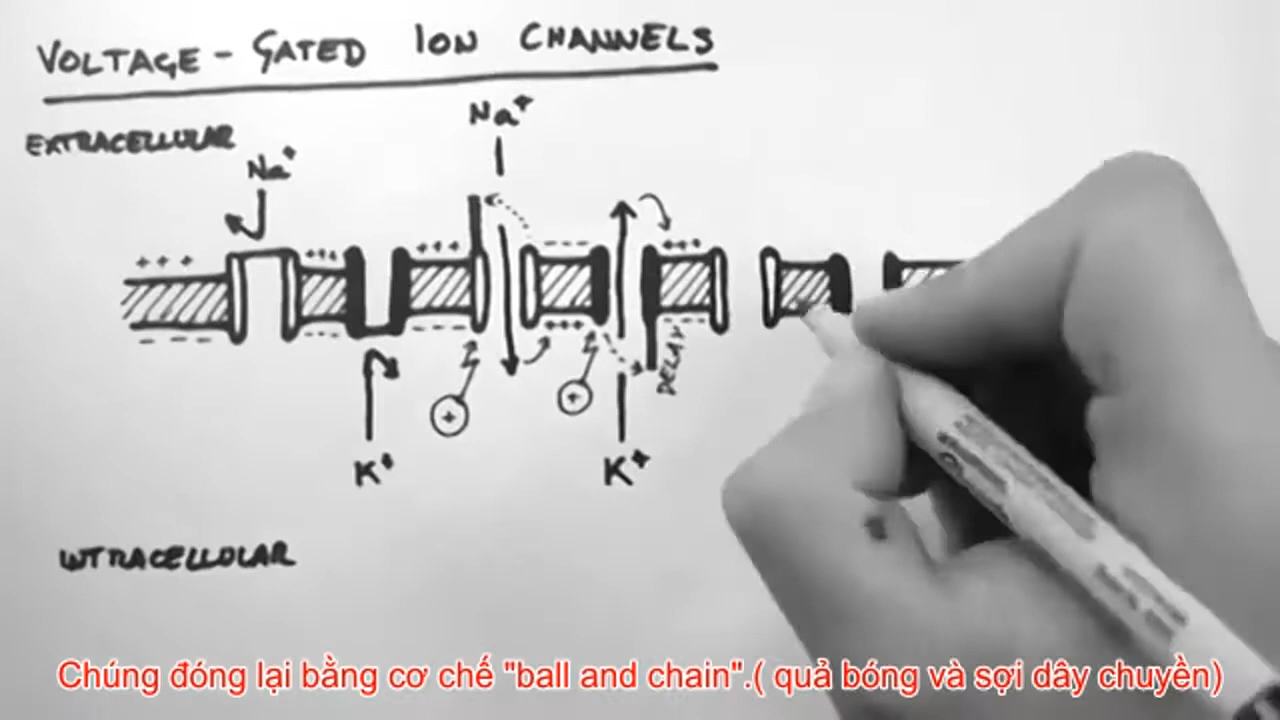 VOLTAGE - GATED ION CHANNELS
EXTRACELLULAR
Na+
Na+
+++
+++
+++
+++
+++
+
+
DELAY
K+
K+
INTRACELLULAR
Chúng đóng lại bằng cơ chế "ball and chain".( quả bóng và sợi dây chuyền)